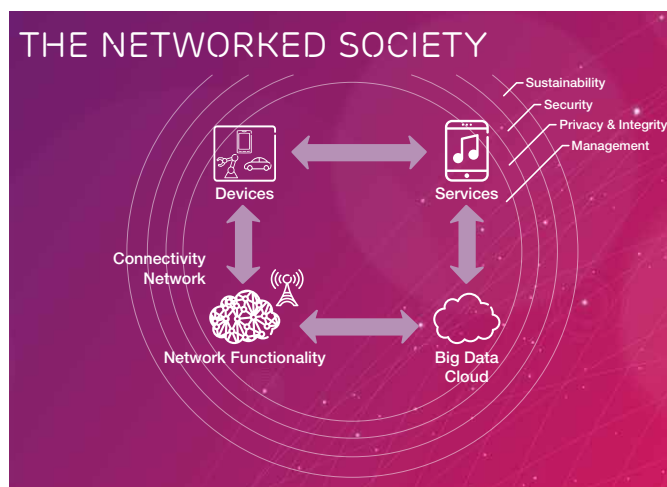 THE NETWORKED SOCIETY
Sustainability
Security
Privacy & Integrity
Management
Devices
Services
Connectivity
Network
Network Functionality
Big Data
Cloud